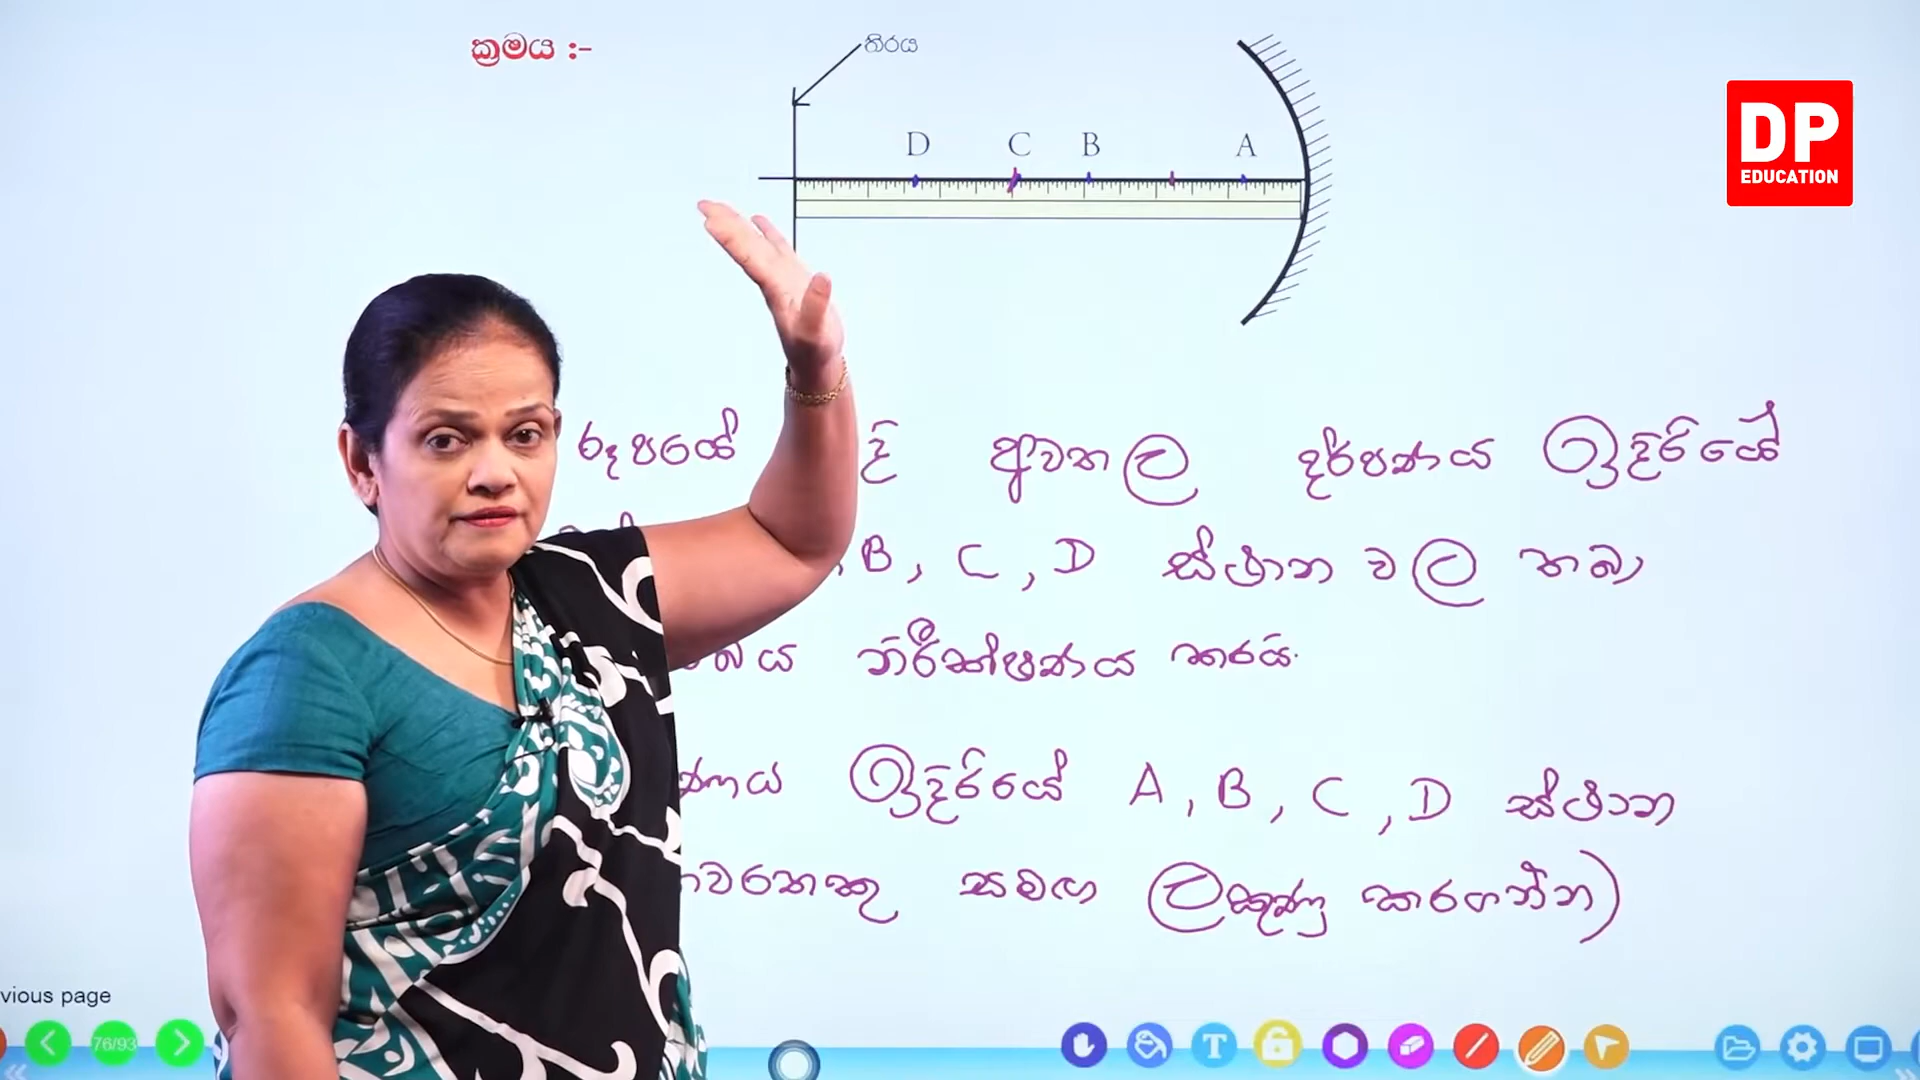 ක්‍රමය :-
තිරය
D C B A
DP
EDUCATION
රූපයේ දි අවතල දර්පණය ඉදිරියේ
B, C, D ස්ථාන වල තබා
නිරීක්ෂණය කරයි.
ඉදිරියේ A, B, C, D ස්ථාන
සමඟ ලකුණු කරගන්න)
vious page
76/93
T